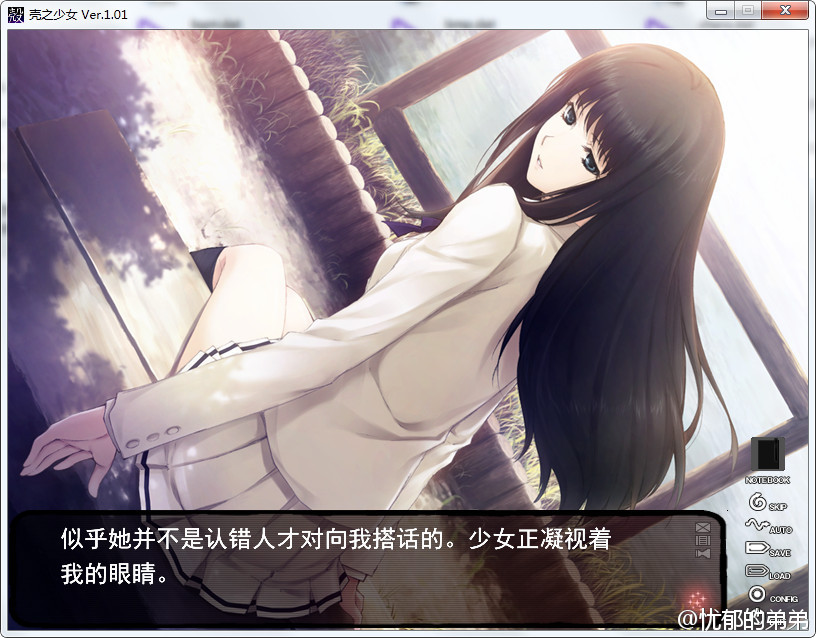 殻 壳之少女 Ver.1.01
NOTEBOOK
SKIP
AUTO
SAVE
LOAD
CONFIG
似乎她并不是认错人才对向我搭话的。少女正凝视着
我的眼睛。
@忧郁的弟弟